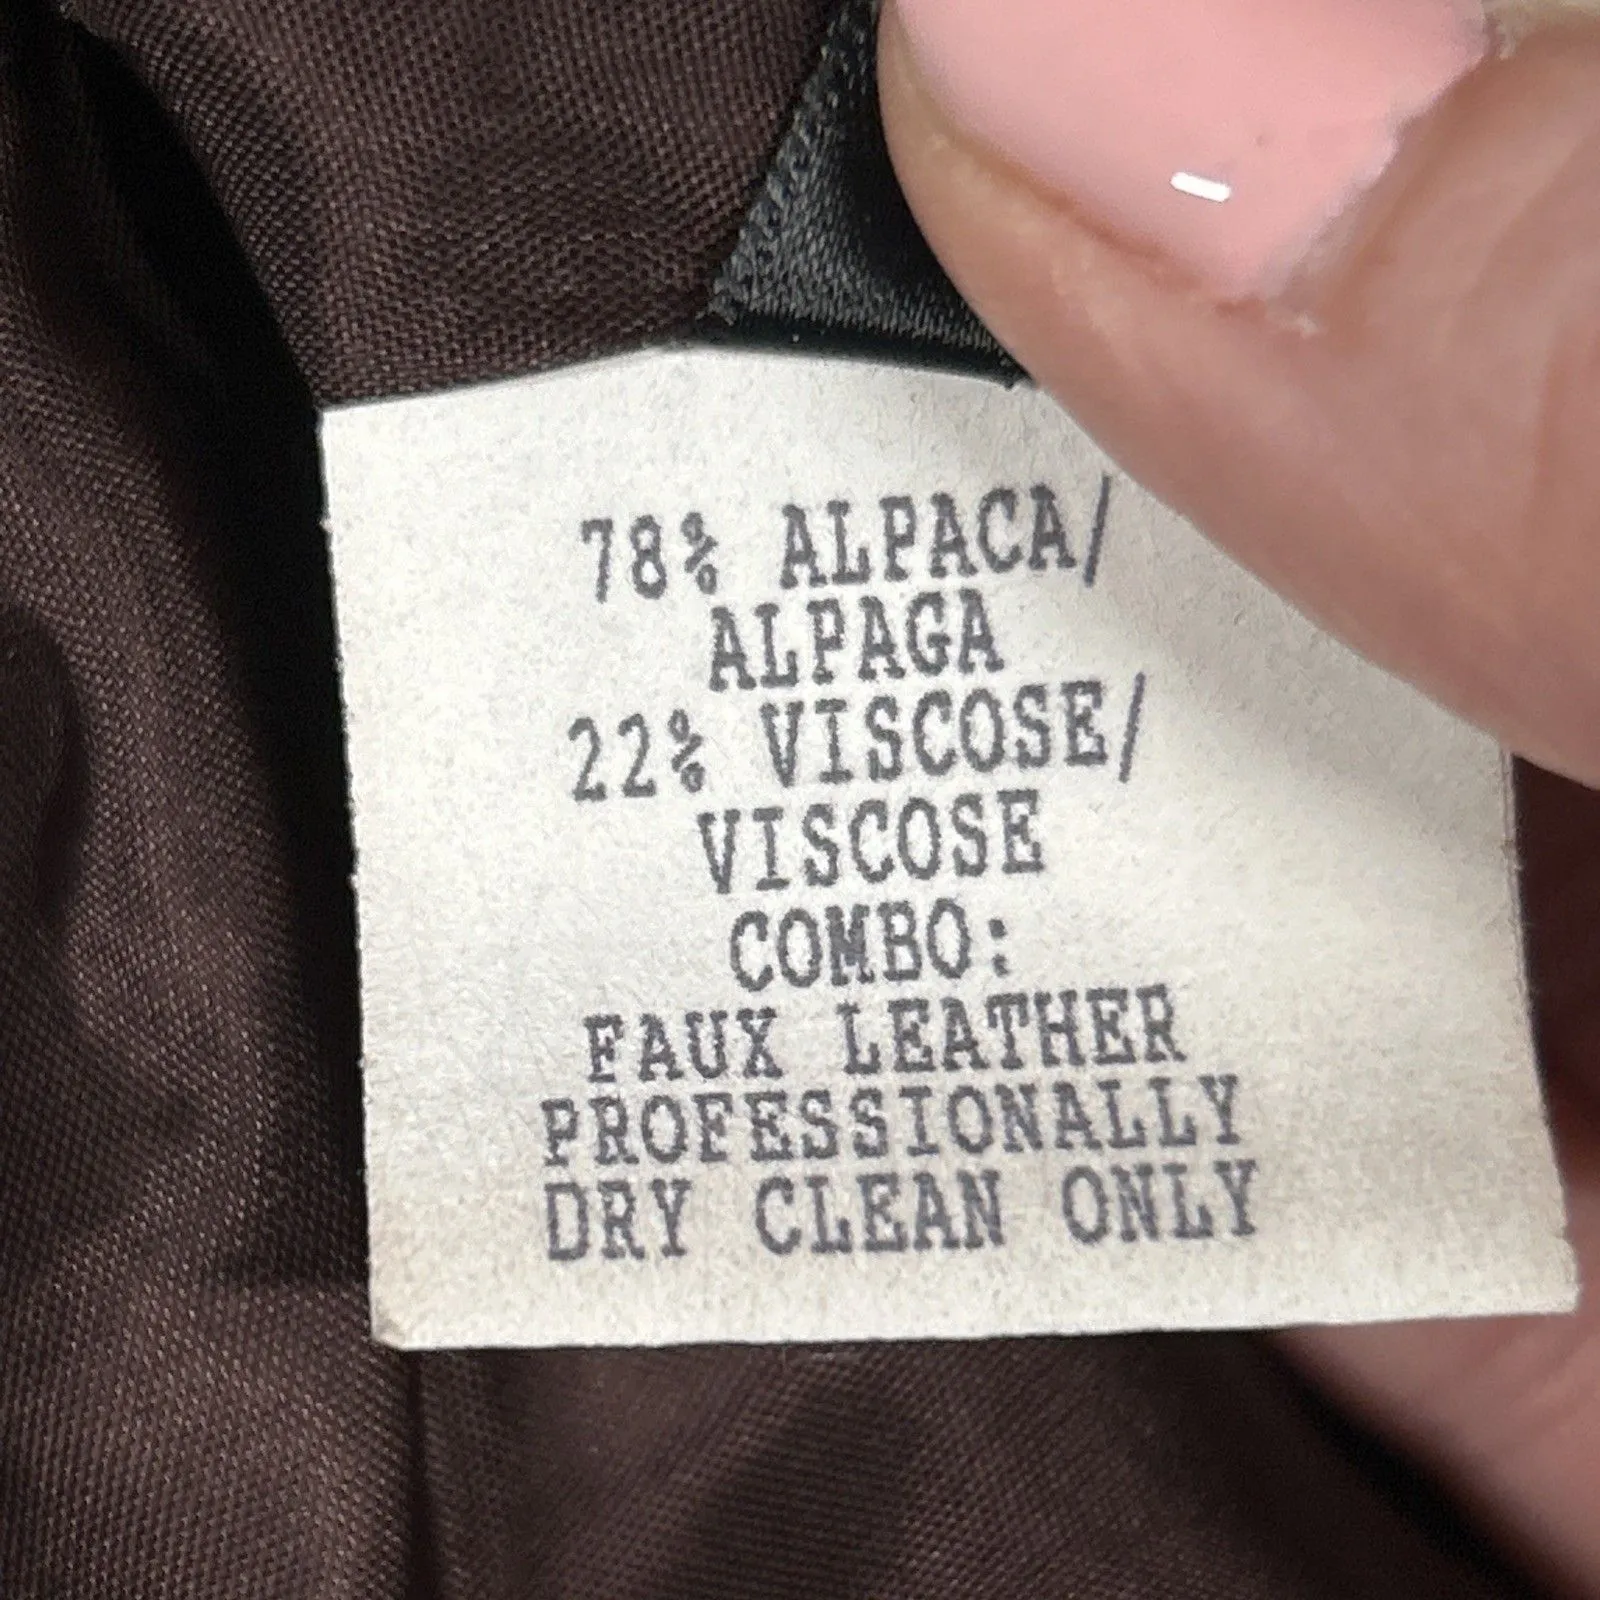 78% ALPACA/
ALPAGA
22% VISCOSE/
VISCOSE
COMBO:
FAUX LEATHER
PROFESSIONALLY
DRY CLEAN ONLY